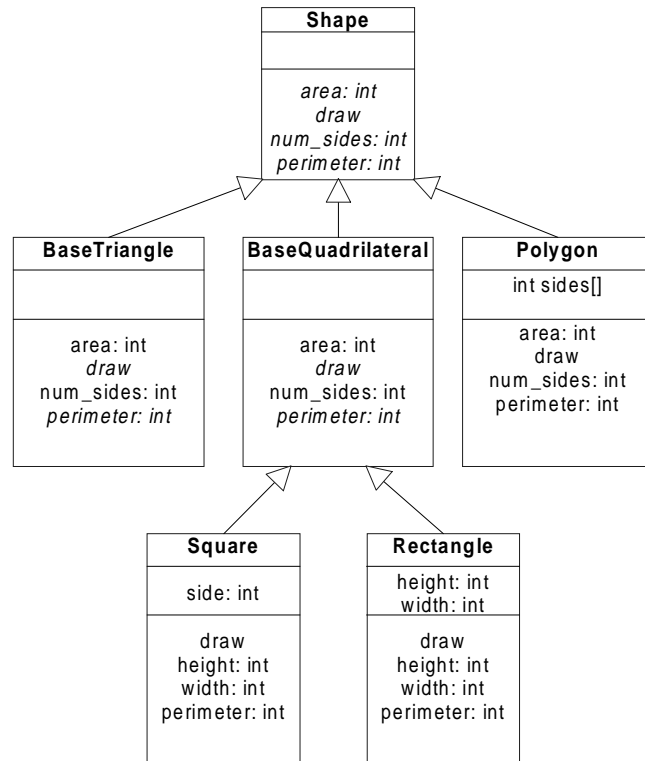 Shape
area: int
draw
num_sides: int
perimeter: int
BaseTriangle
area: int
draw
num_sides: int
perimeter: int
BaseQuadrilateral
area: int
draw
num_sides: int
perimeter: int
Polygon
int sides[]
area: int
draw
num_sides: int
perimeter: int
Square
side: int
draw
height: int
width: int
perimeter: int
Rectangle
height: int
width: int
draw
height: int
width: int
perimeter: int